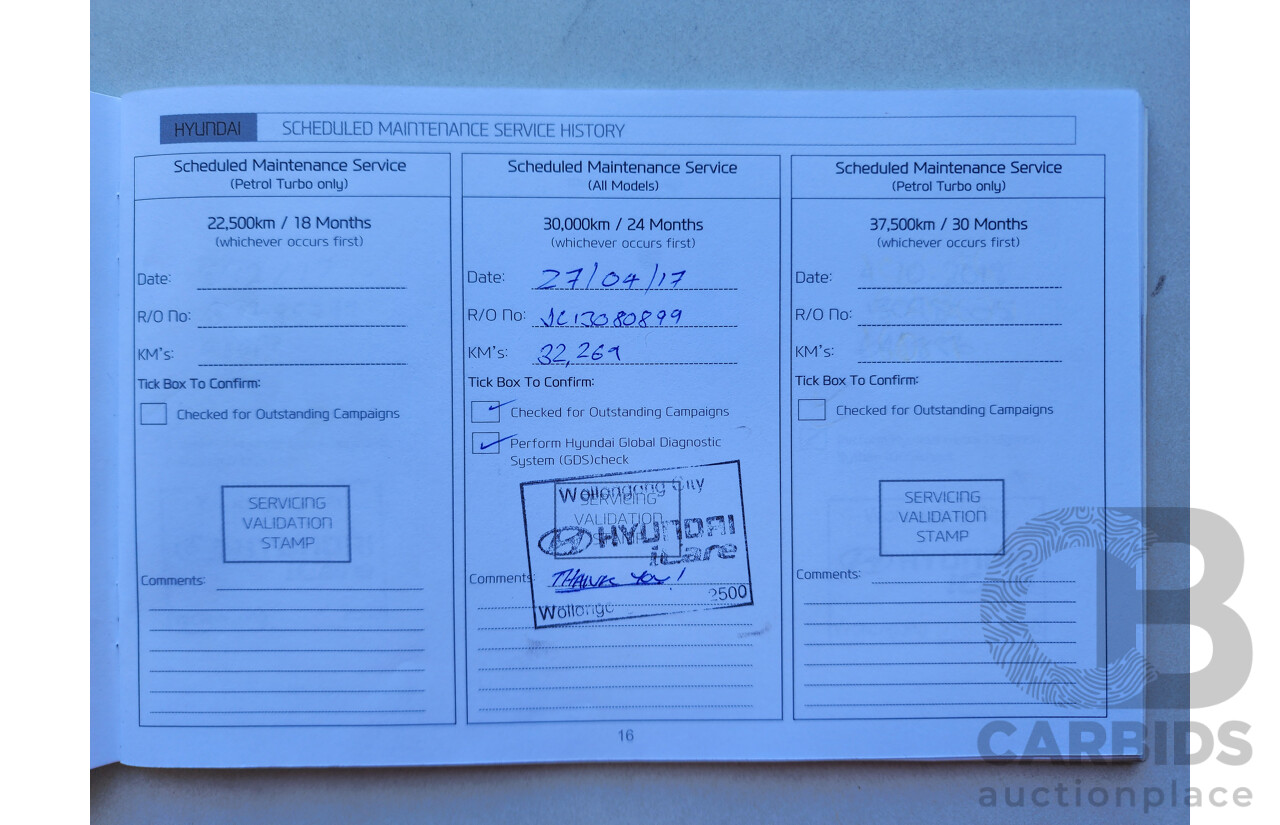 HYUNDAI SCHEDULED MAINTENANCE SERVICE HISTORY
Scheduled Maintenance Service
(Petrol Turbo only)
22,500km / 18 Months
(whichever occurs first)
Date:
R/O No:
KM's:
Tick Box To Confirm:
Checked for Outstanding Campaigns
SERVICING
VALIDATION
STAMP
Comments:
Scheduled Maintenance Service
(All Models)
30,000km / 24 Months
(whichever occurs first)
Date: 27/04/17
R/O No: JC13080899
KM's: 32,269
Tick Box To Confirm:
Checked for Outstanding Campaigns
Perform Hyundai Global Diagnostic
System (GDS)check
Wollongong City
SERVICING
VALIDATION
HYUNDAI
iCare
Comments: THANK YOU!
2500
Scheduled Maintenance Service
(Petrol Turbo only)
37,500km / 30 Months
(whichever occurs first)
Date:
R/O No:
KM's:
Tick Box To Confirm:
Checked for Outstanding Campaigns
SERVICING
VALIDATION
STAMP
Comments:
16
CB
CARBIDS
auctionplace